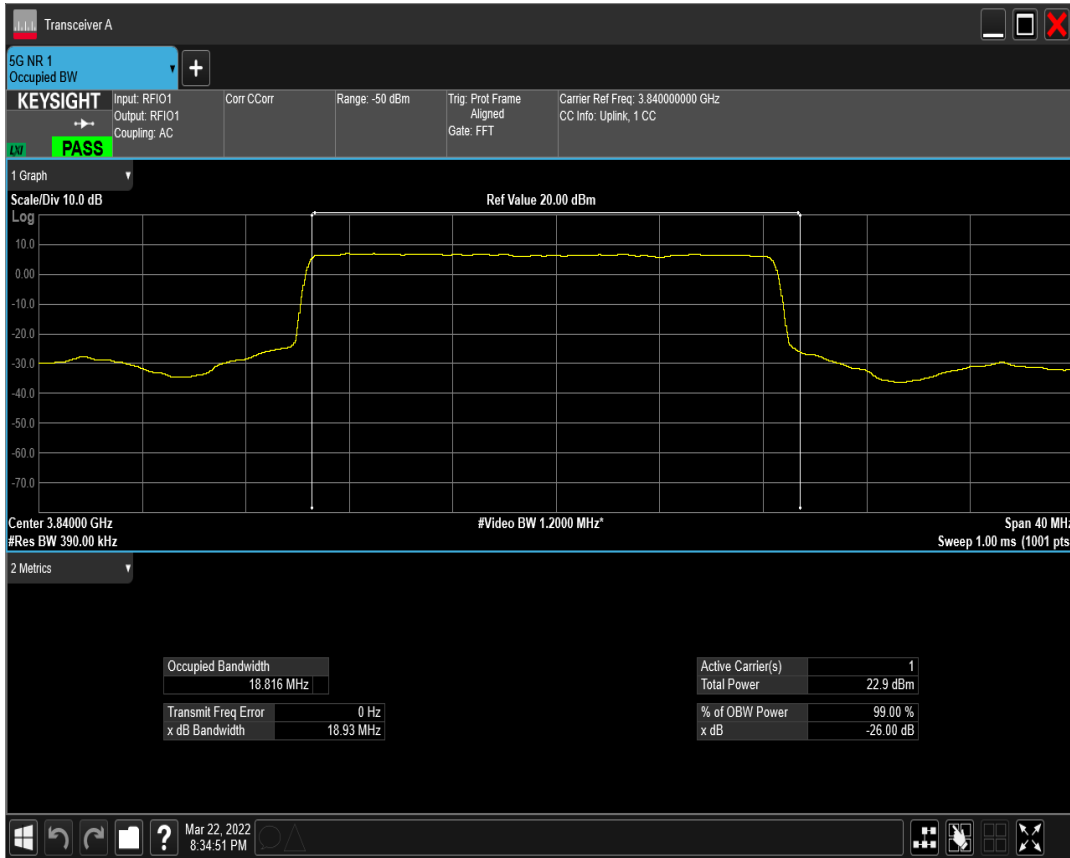 Transceiver A
5G NR 1
Occupied BW
KEYSIGHT
LXI
PASS
Input: RFIO1
Output: RFIO1
Coupling: AC
Corr CCorr
Range: -50 dBm
Trig: Prot Frame
Aligned
Gate: FFT
Carrier Ref Freq: 3.840000000 GHz
CC Info: Uplink, 1 CC
1 Graph
Scale/Div 10.0 dB
Ref Value 20.00 dBm
Log
10.0
0.00
-10.0
-20.0
-30.0
-40.0
-50.0
-60.0
-70.0
Center 3.84000 GHz
#Video BW 1.2000 MHz*
Span 40 MHz
#Res BW 390.00 kHz
Sweep 1.00 ms (1001 pts
2 Metrics
Occupied Bandwidth
18.816 MHz
Transmit Freq Error 0 Hz
x dB Bandwidth 18.93 MHz
Active Carrier(s) 1
Total Power 22.9 dBm
% of OBW Power 99.00 %
x dB -26.00 dB
?
Mar 22, 2022
8:34:51 PM